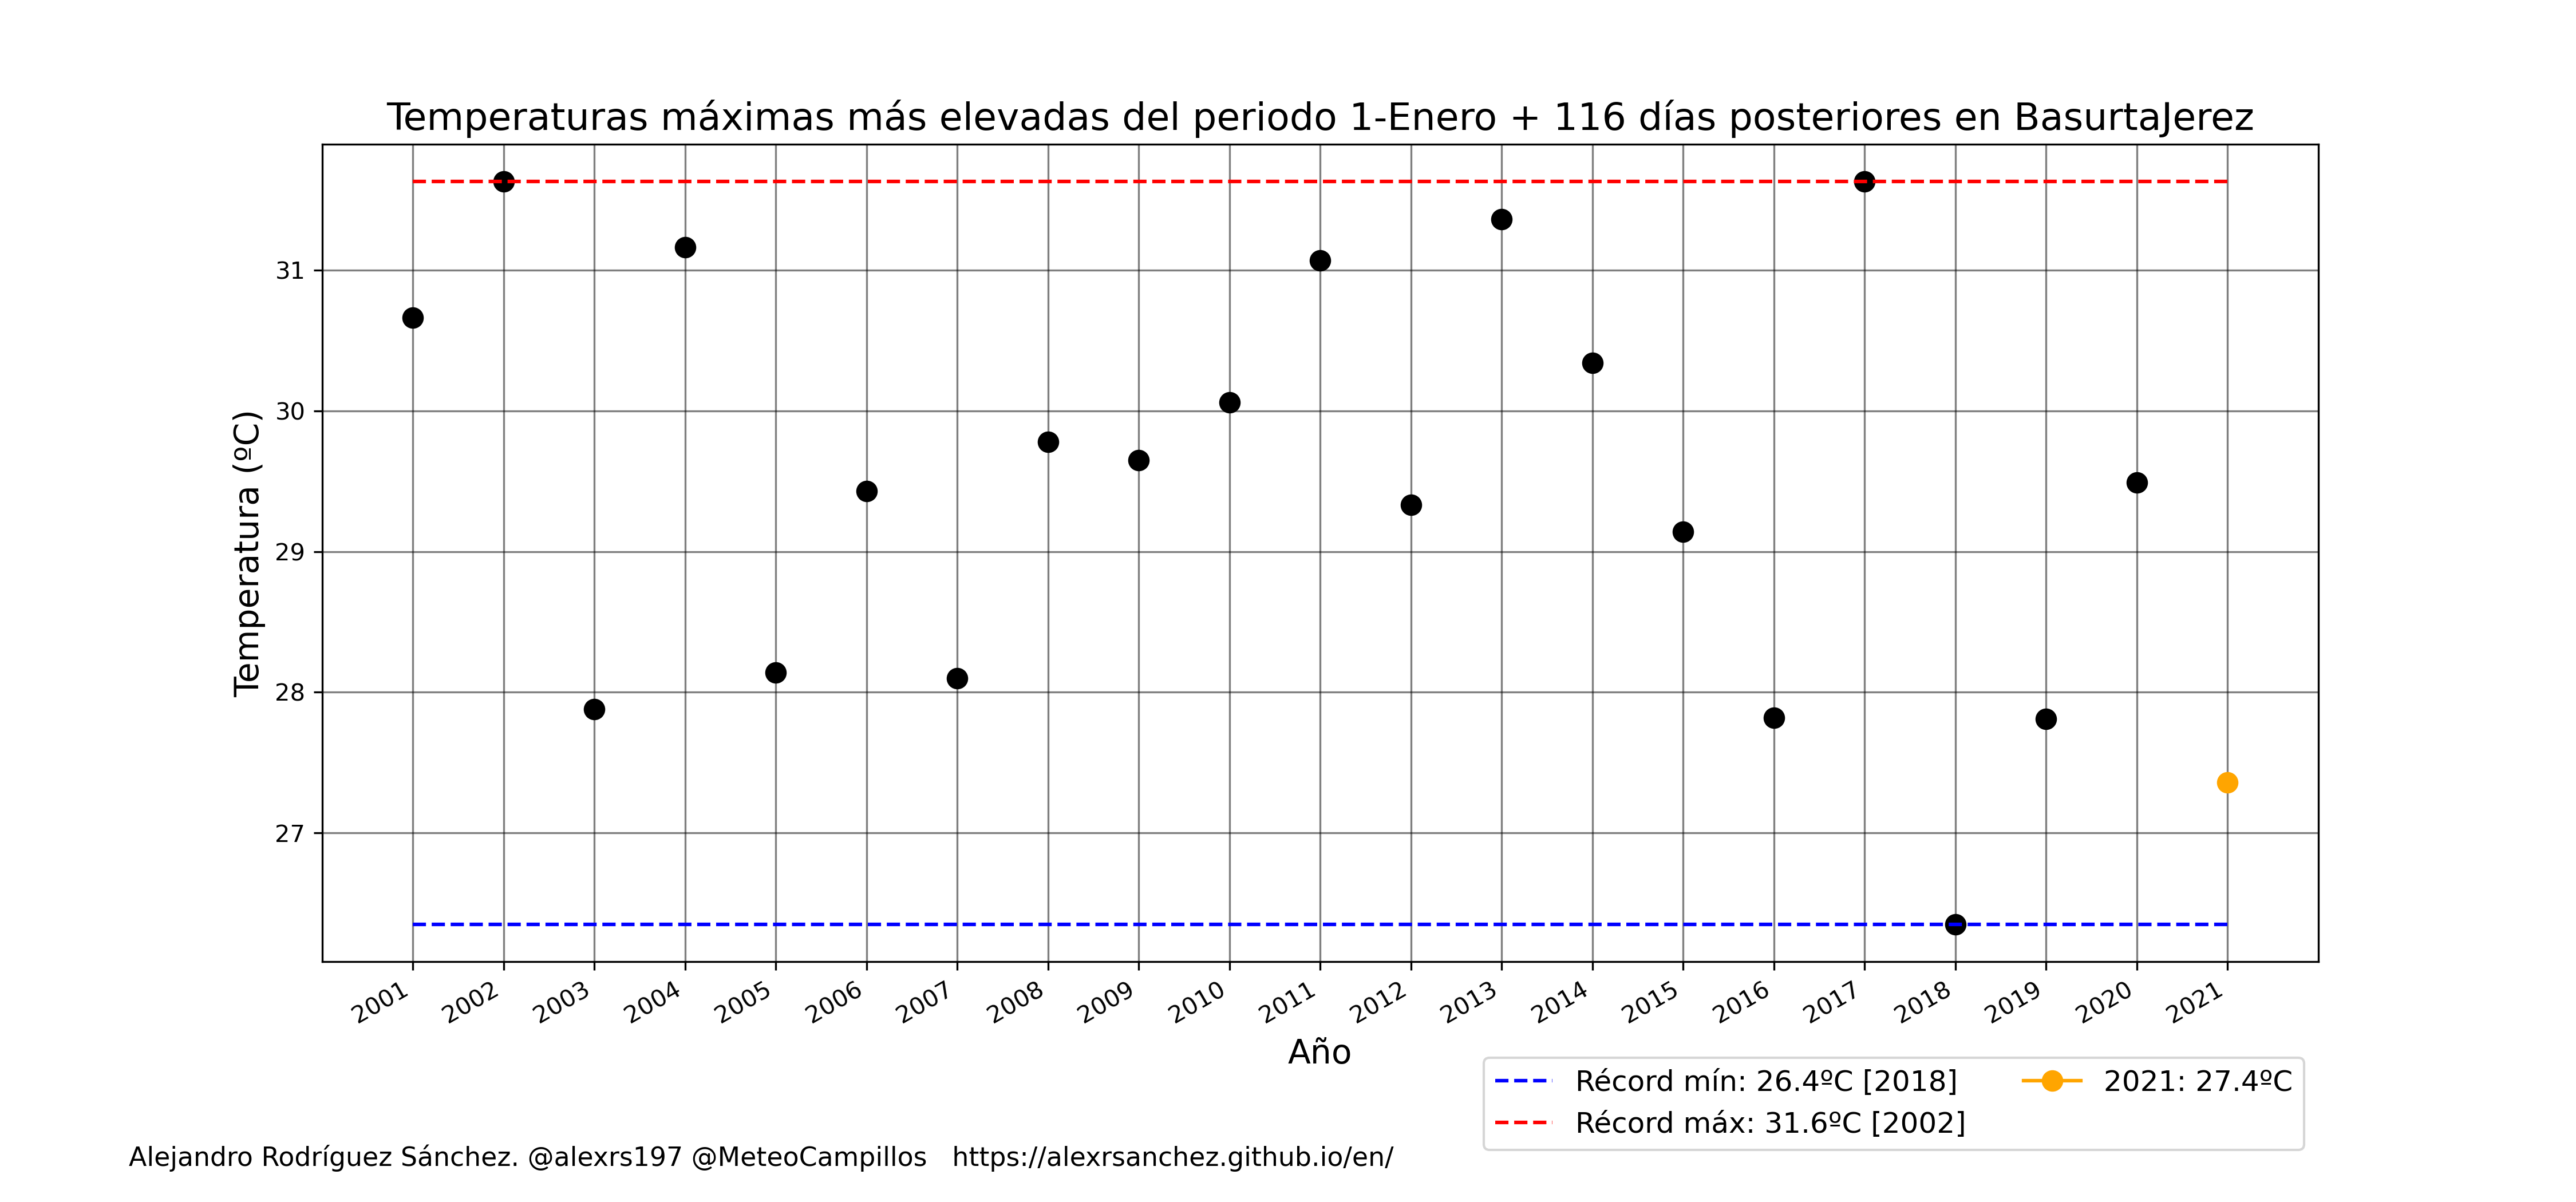 Temperaturas máximas más elevadas del periodo 1-Enero + 116 días posteriores en BasurtaJerez
Temperatura (ºC)
31
30
29
28
27
2001 2002 2003 2004 2005 2006 2007 2008 2009 2010 2011 2012 2013 2014 2015 2016 2017 2018 2019 2020 2021
Año
Récord mín: 26.4ºC [2018]
Récord máx: 31.6ºC [2002]
2021: 27.4ºC
Alejandro Rodríguez Sánchez. @alexrs197 @MeteoCampillos https://alexrsanchez.github.io/en/